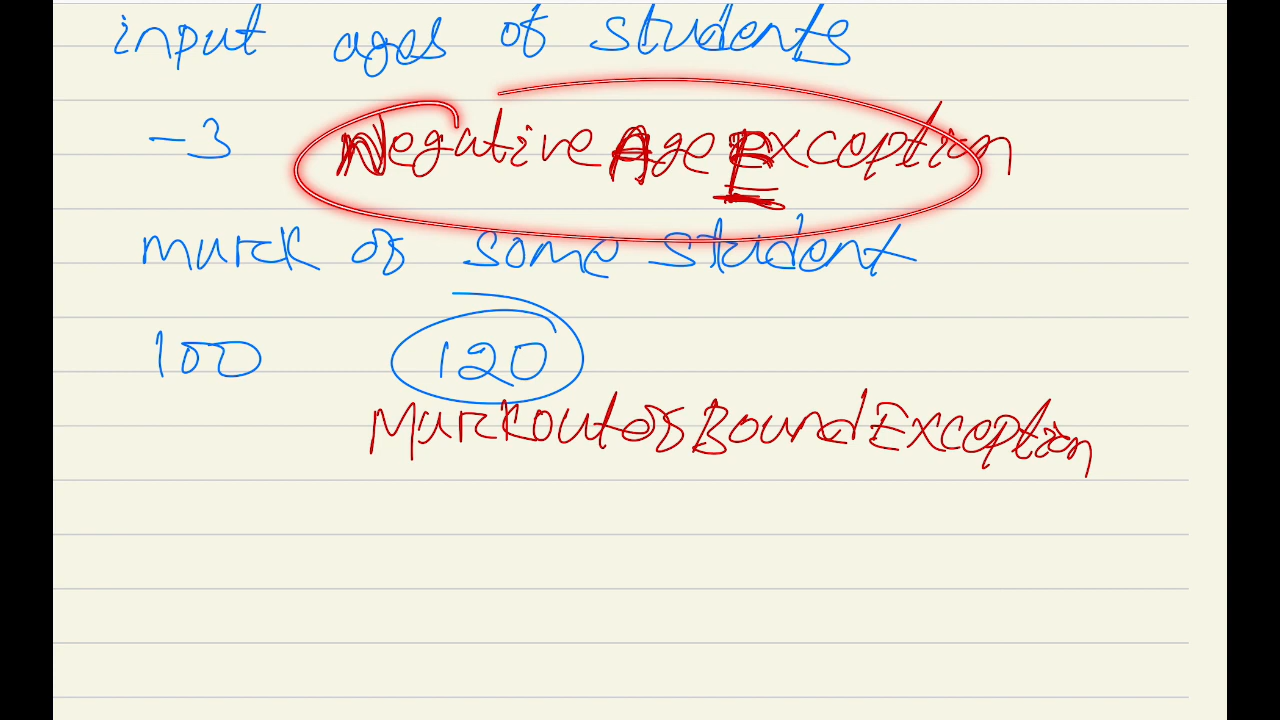 input ages of students
-3 NegativeAgeException
mark of some student
100 120
MarkoutofBoundException